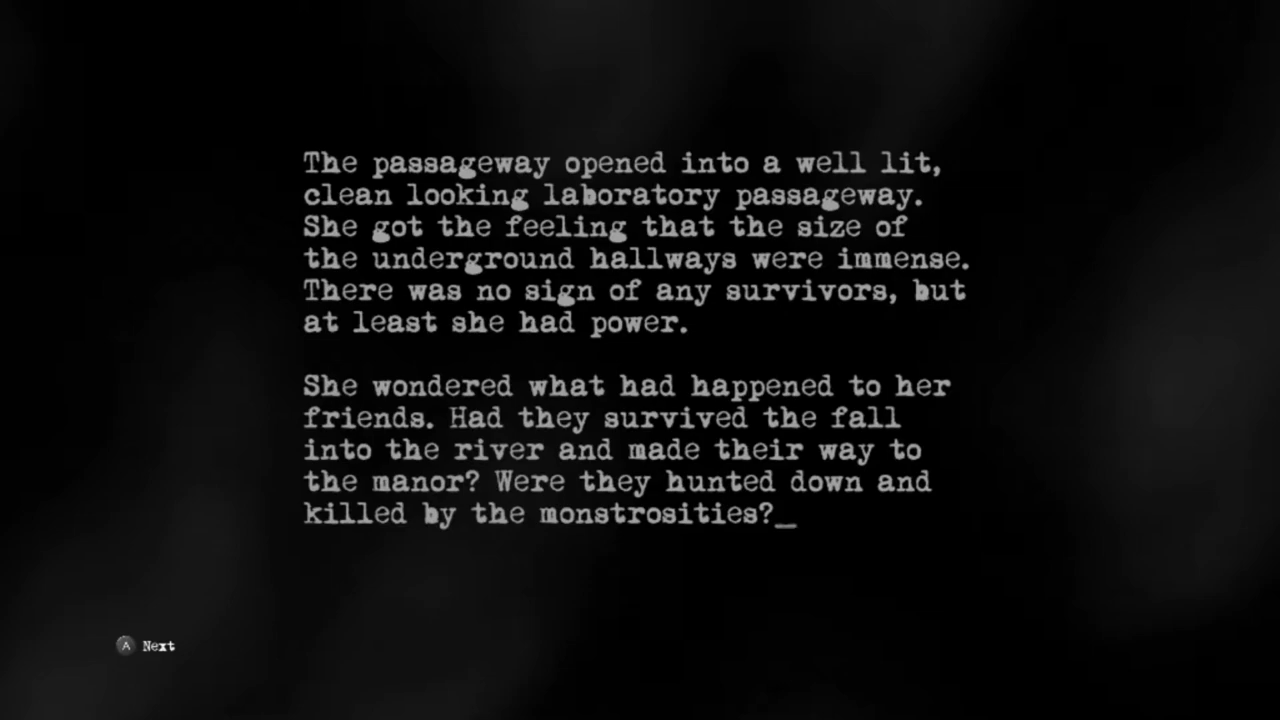 The passageway opened into a well lit,
clean looking laboratory passageway.
She got the feeling that the size of
the underground hallways were immense.
There was no sign of any survivors, but
at least she had power.
She wondered what had happened to her
friends. Had they survived the fall
into the river and made their way to
the manor? Were they hunted down and
killed by the monstrosities?_
A Next